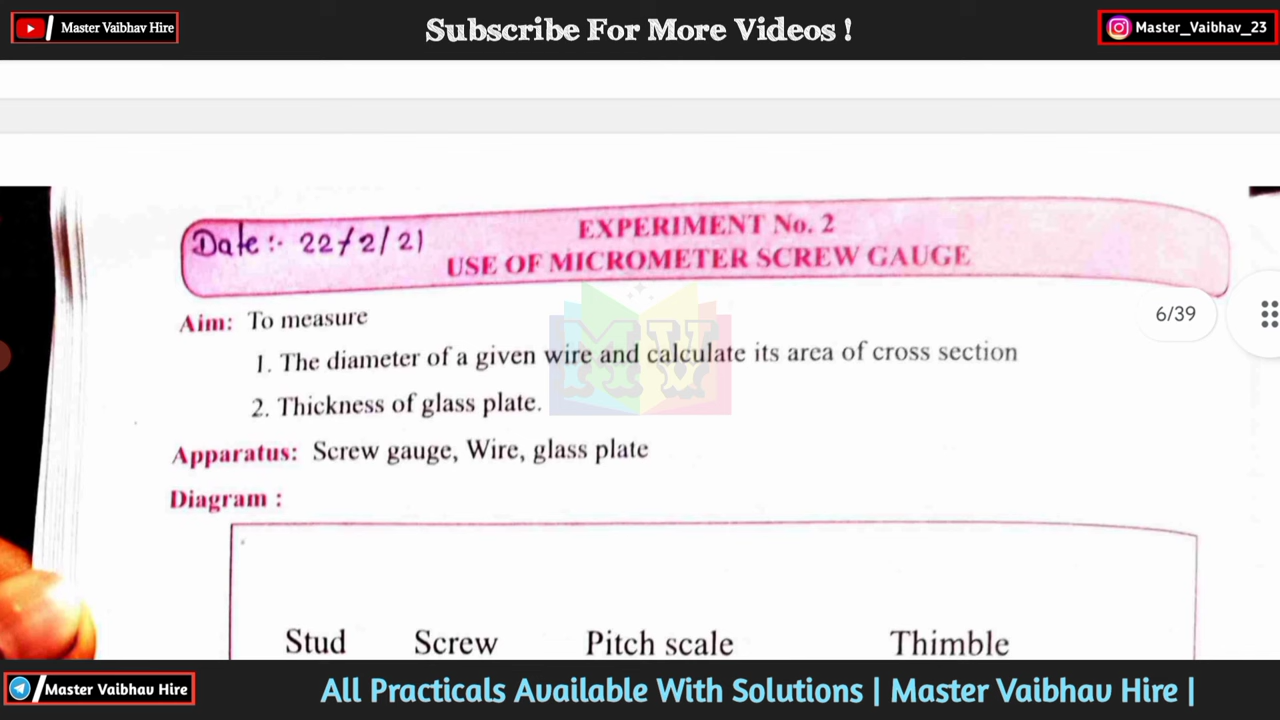 Master Vaibhav Hire
Subscribe For More Videos !
Master_Vaibhav_23
Date :- 22/2/21
EXPERIMENT No. 2
USE OF MICROMETER SCREW GAUGE
Aim: To measure
6/39
1. The diameter of a given wire and calculate its area of cross section
2. Thickness of glass plate.
MW
Apparatus: Screw gauge, Wire, glass plate
Diagram :
Stud Screw Pitch scale Thimble
Master Vaibhav Hire
All Practicals Available With Solutions | Master Vaibhav Hire |